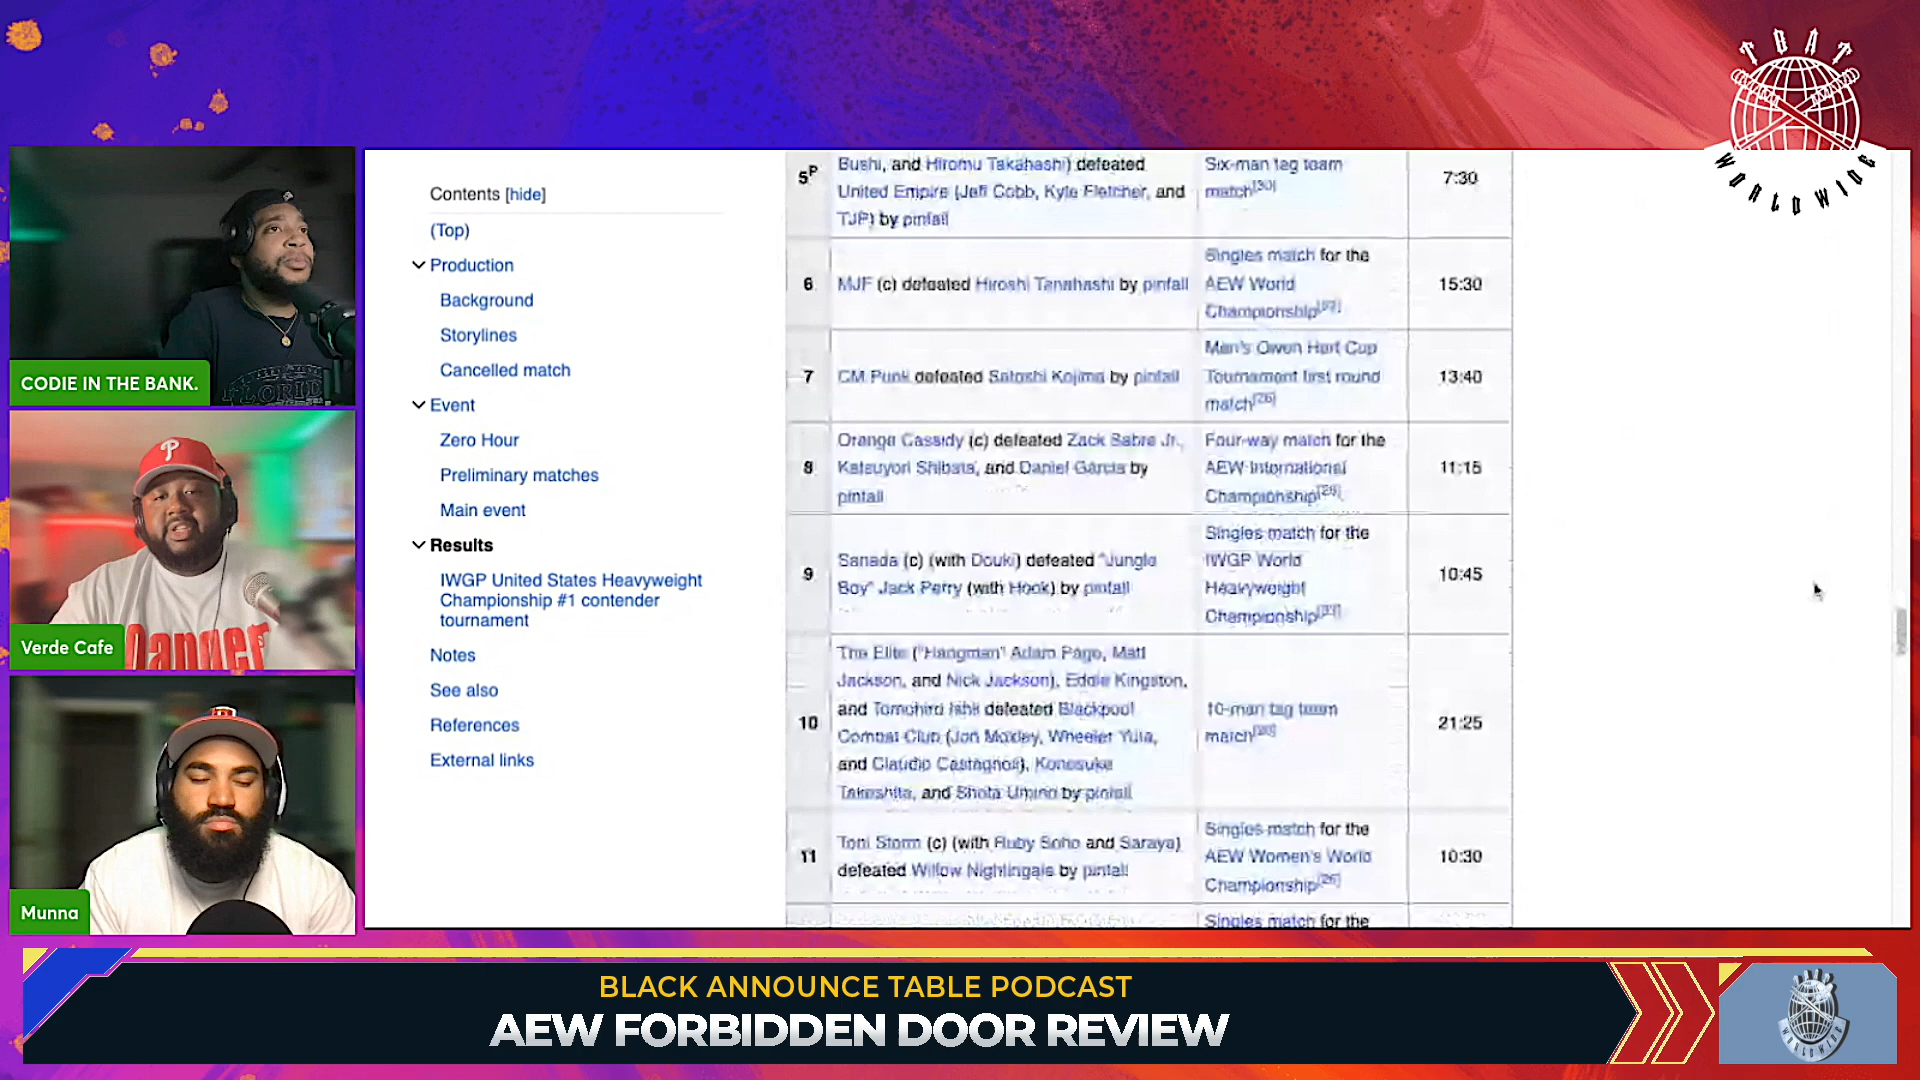 TBAT
WORLDWIDE
CODIE IN THE BANK.
Verde Cafe
Danger
Munna
FLORID
Contents [hide]
(Top)
Production
Background
Storylines
Cancelled match
Event
Zero Hour
Preliminary matches
Main event
Results
IWGP United States Heavyweight
Championship #1 contender
tournament
Notes
See also
References
External links
5P
Bushi, and Hiromu Takahashi) defeated
United Empire (Jeff Cobb, Kyle Fletcher, and
TJP) by pinfall
Six-man tag team
match[30]
7:30
6
MJF (c) defeated Hiroshi Tanahashi by pinfall
Singles match for the
AEW World
Championship
15:30
7
CM Punk defeated Satoshi Kojima by pinfall
Men's Owen Hart Cup
Tournament first round
match[26]
13:40
8
Orange Cassidy (c) defeated Zack Sabre Jr.,
Katsuyori Shibata, and Daniel Garcia by
pinfall
Four-way match for the
AEW International
Championship
11:15
9
Sanada (c) (with Douki) defeated "Jungle
Boy" Jack Perry (with Hook) by pinfall
Singles match for the
IWGP World
Heavyweight
Championship
10:45
10
The Elite ("Hangman" Adam Page, Matt
Jackson, and Nick Jackson), Eddie Kingston,
and Tomohiro Ishii defeated Blackpool
Combat Club (Jon Moxley, Wheeler Yuta,
and Claudio Castagnoli), Konosuke
Takeshita, and Shota Umino by pinfall
10-man tag team
match
21:25
11
Toni Storm (c) (with Ruby Soho and Saraya)
defeated Willow Nightingale by pinfall
Singles match for the
AEW Women's World
Championship
10:30
Singles match for the
BLACK ANNOUNCE TABLE PODCAST
AEW FORBIDDEN DOOR REVIEW
WORLDWIDE